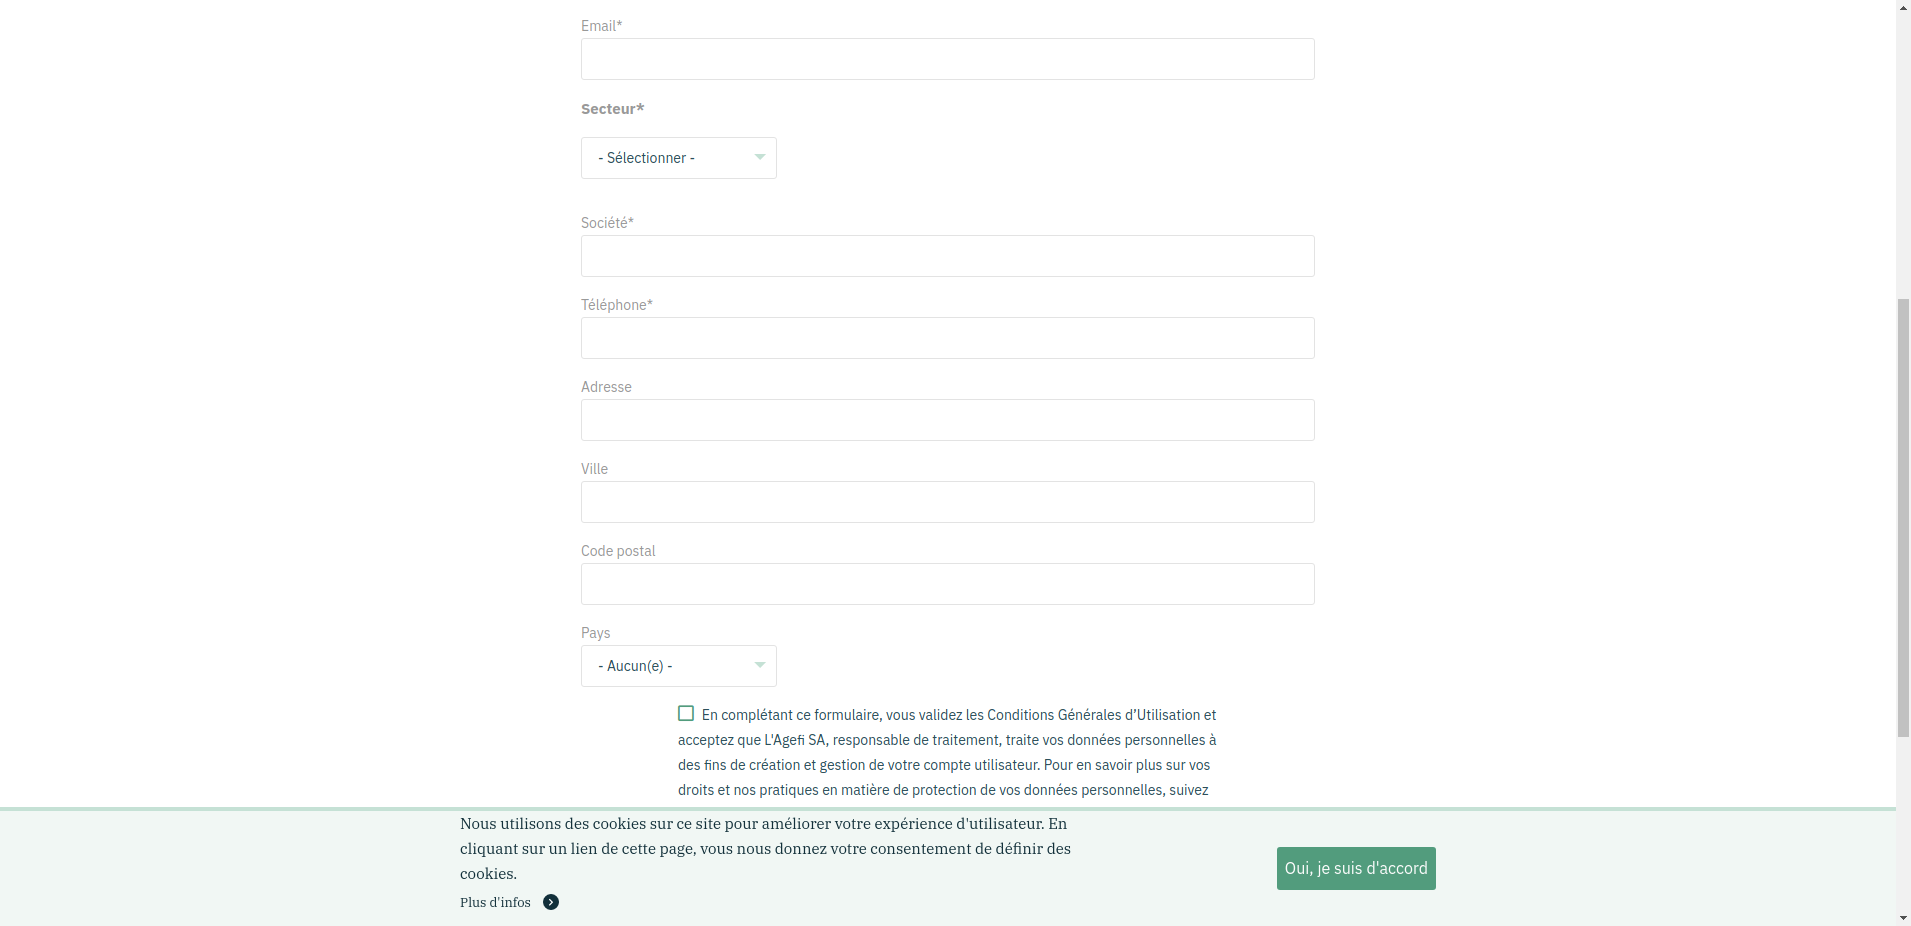 Email*
Secteur*
- Sélectionner -
Société*
Téléphone*
Adresse
Ville
Code postal
Pays
- Aucun(e) -
En complétant ce formulaire, vous validez les Conditions Générales d’Utilisation et
acceptez que L'Agefi SA, responsable de traitement, traite vos données personnelles à
des fins de création et gestion de votre compte utilisateur. Pour en savoir plus sur vos
droits et nos pratiques en matière de protection de vos données personnelles, suivez
Nous utilisons des cookies sur ce site pour améliorer votre expérience d'utilisateur. En
cliquant sur un lien de cette page, vous nous donnez votre consentement de définir des
cookies.
Plus d'infos
Oui, je suis d'accord